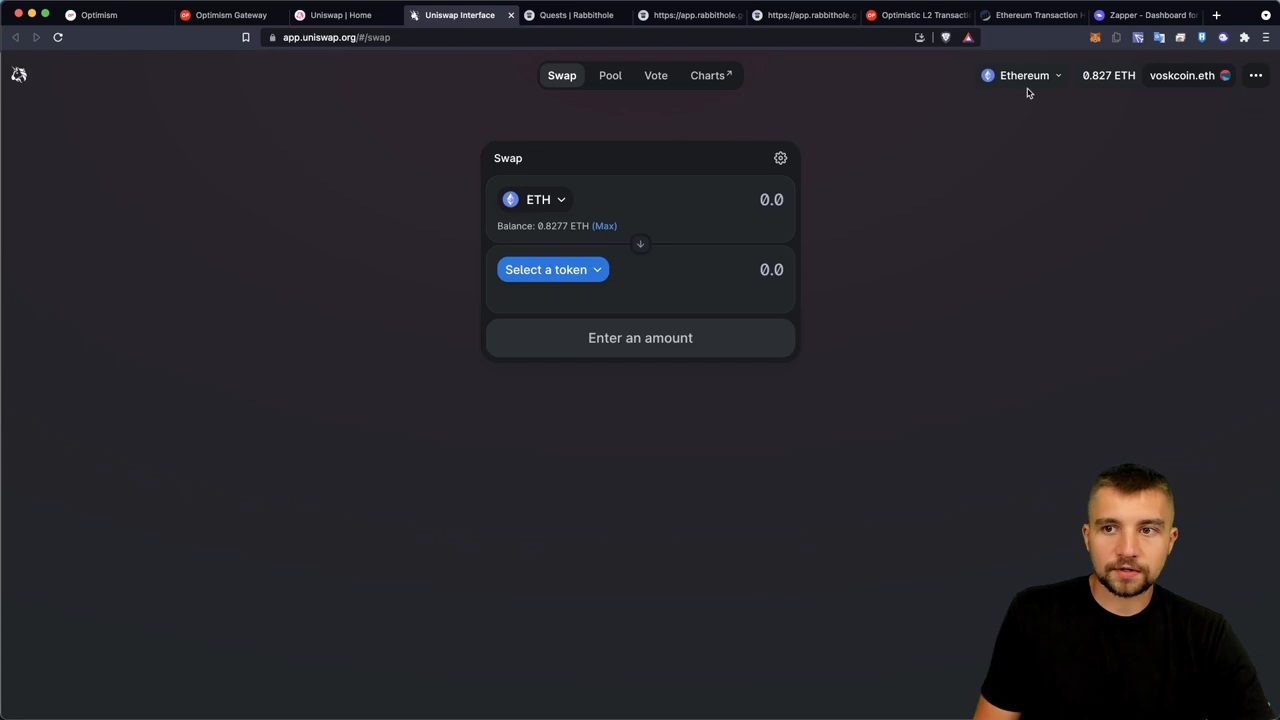 Optimism
Optimism Gateway
Uniswap | Home
Uniswap Interface
Quests | Rabbithole
https://app.rabbithole.g
https://app.rabbithole.g
Optimistic L2 Transacti
Ethereum Transaction H
Zapper - Dashboard for
app.uniswap.org/#/swap
Swap
Pool
Vote
Charts↗
Ethereum
0.827 ETH
voskcoin.eth
Swap
ETH
0.0
Balance: 0.8277 ETH (Max)
Select a token
0.0
Enter an amount